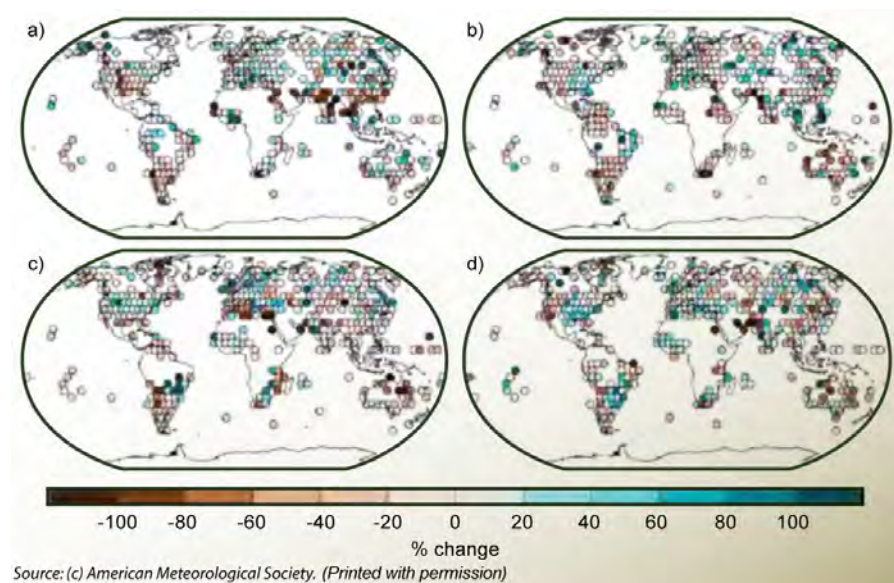 a)
b)
c)
d)
-100 -80 -60 -40 -20 0 20 40 60 80 100
% change
Source: (c) American Meteorological Society. (Printed with permission)